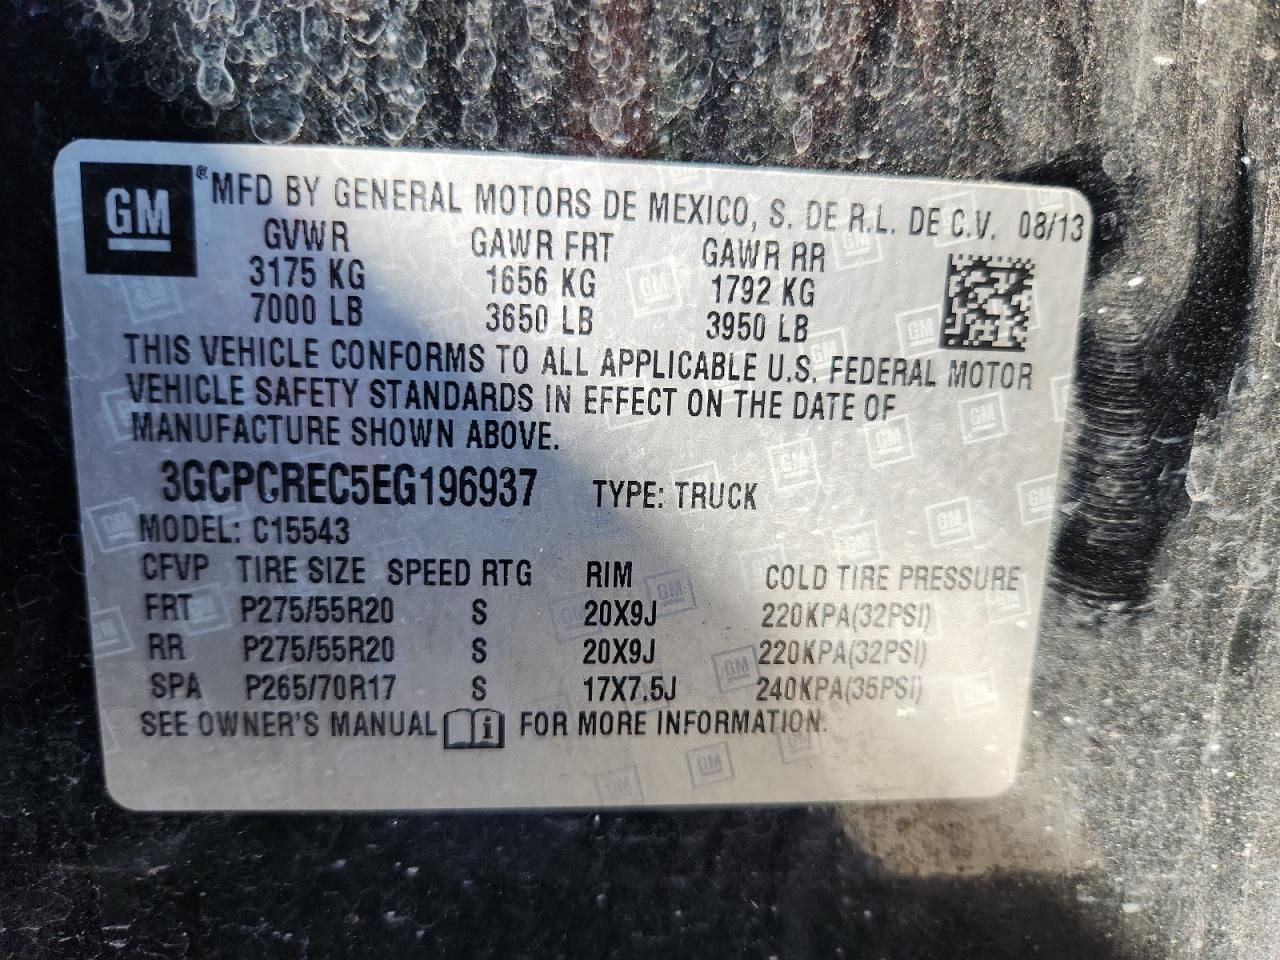 GM ® MFD BY GENERAL MOTORS DE MEXICO, S. DE R.L. DE C.V. 08/13
GVWR GAWR FRT GAWR RR
3175 KG 1656 KG 1792 KG
7000 LB 3650 LB 3950 LB
THIS VEHICLE CONFORMS TO ALL APPLICABLE U.S. FEDERAL MOTOR
VEHICLE SAFETY STANDARDS IN EFFECT ON THE DATE OF
MANUFACTURE SHOWN ABOVE.
3GCPCREC5EG196937 TYPE: TRUCK
MODEL: C15543
CFVP TIRE SIZE SPEED RTG RIM COLD TIRE PRESSURE
FRT P275/55R20 S 20X9J 220KPA(32PSI)
RR P275/55R20 S 20X9J 220KPA(32PSI)
SPA P265/70R17 S 17X7.5J 240KPA(35PSI)
SEE OWNER'S MANUAL i FOR MORE INFORMATION.